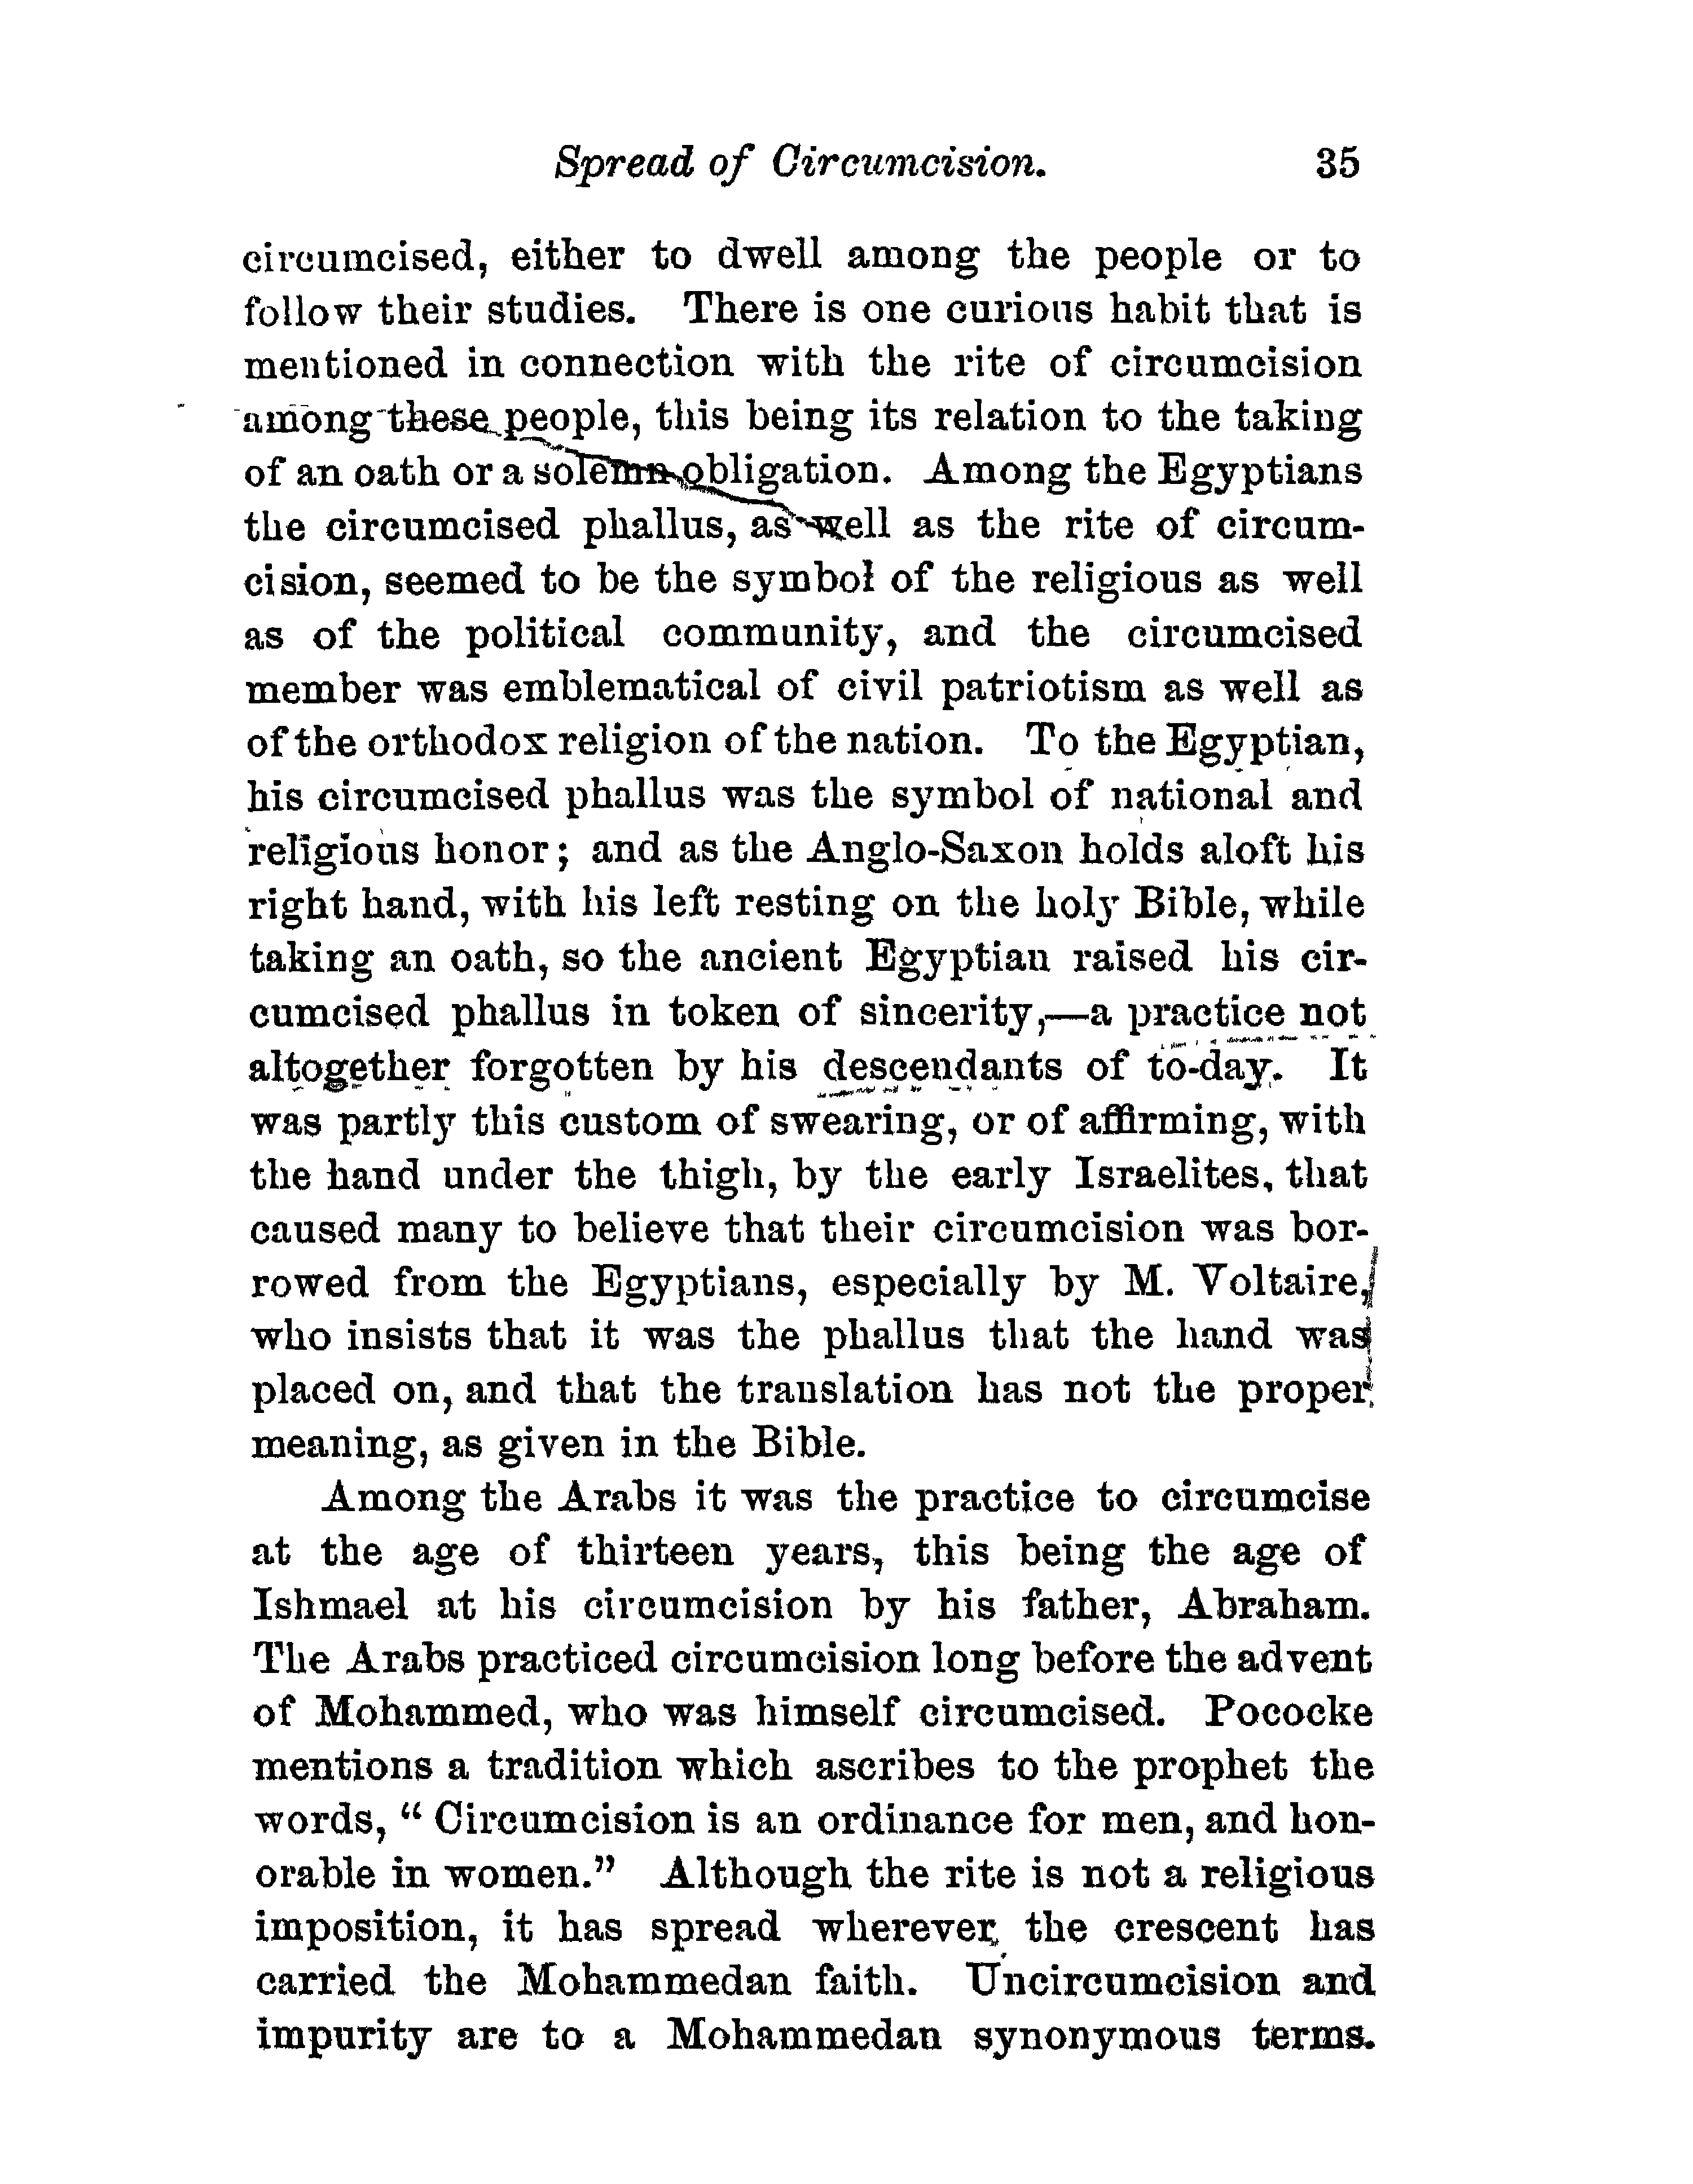 Spread of Circumcision. 35
circumcised, either to dwell among the people or to
follow their studies. There is one curious habit that is
mentioned in connection with the rite of circumcision
among these people, this being its relation to the taking
of an oath or a solemn obligation. Among the Egyptians
the circumcised phallus, as well as the rite of circum-
cision, seemed to be the symbol of the religious as well
as of the political community, and the circumcised
member was emblematical of civil patriotism as well as
of the orthodox religion of the nation. To the Egyptian,
his circumcised phallus was the symbol of national and
religious honor; and as the Anglo-Saxon holds aloft his
right hand, with his left resting on the holy Bible, while
taking an oath, so the ancient Egyptian raised his cir-
cumcised phallus in token of sincerity,—a practice not
altogether forgotten by his descendants of to-day. It
was partly this custom of swearing, or of affirming, with
the hand under the thigh, by the early Israelites, that
caused many to believe that their circumcision was bor-
rowed from the Egyptians, especially by M. Voltaire,
who insists that it was the phallus that the hand was
placed on, and that the translation has not the proper
meaning, as given in the Bible.
Among the Arabs it was the practice to circumcise
at the age of thirteen years, this being the age of
Ishmael at his circumcision by his father, Abraham.
The Arabs practiced circumcision long before the advent
of Mohammed, who was himself circumcised. Pococke
mentions a tradition which ascribes to the prophet the
words, “Circumcision is an ordinance for men, and hon-
orable in women.” Although the rite is not a religious
imposition, it has spread wherever the crescent has
carried the Mohammedan faith. Uncircumcision and
impurity are to a Mohammedan synonymous terms.